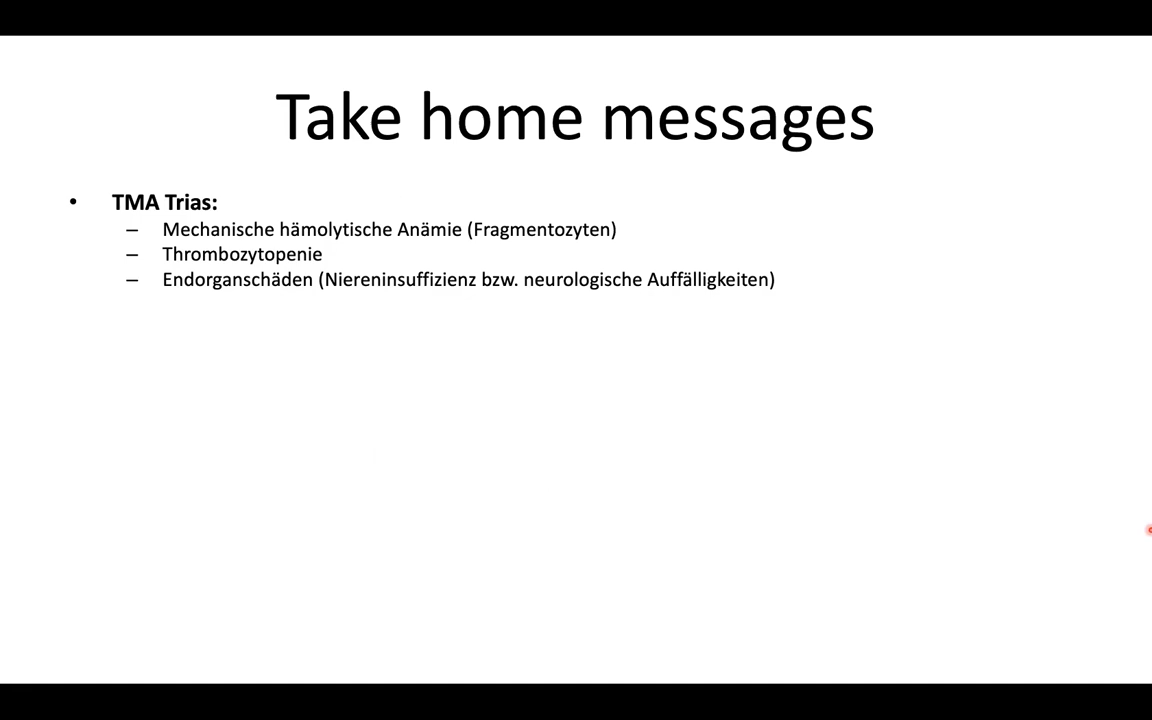 Take home messages
• TMA Trias:
– Mechanische hämolytische Anämie (Fragmentozyten)
– Thrombozytopenie
– Endorganschäden (Niereninsuffizienz bzw. neurologische Auffälligkeiten)